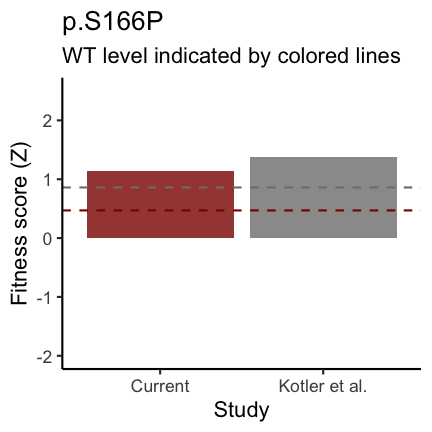 p.S166P
WT level indicated by colored lines
Fitness score (Z)
2
1
0
-1
-2
Current
Kotler et al.
Study